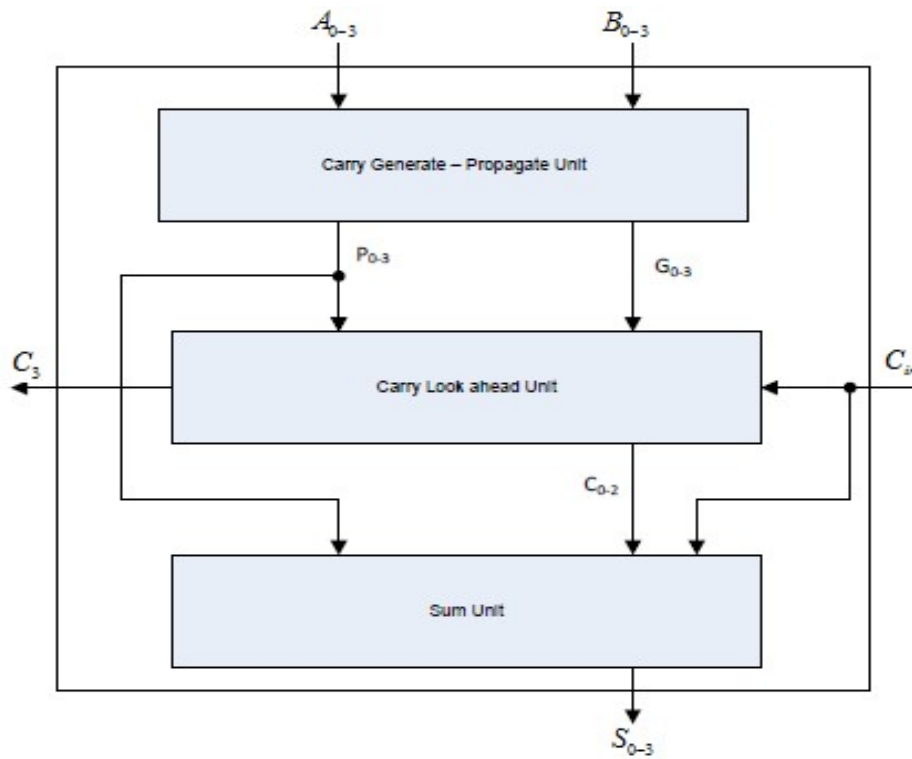 A₀₋₃ B₀₋₃
Carry Generate – Propagate Unit
P₀₋₃
G₀₋₃
C₃
Carry Look ahead Unit
C₀₋₂
Sum Unit
S₀₋₃